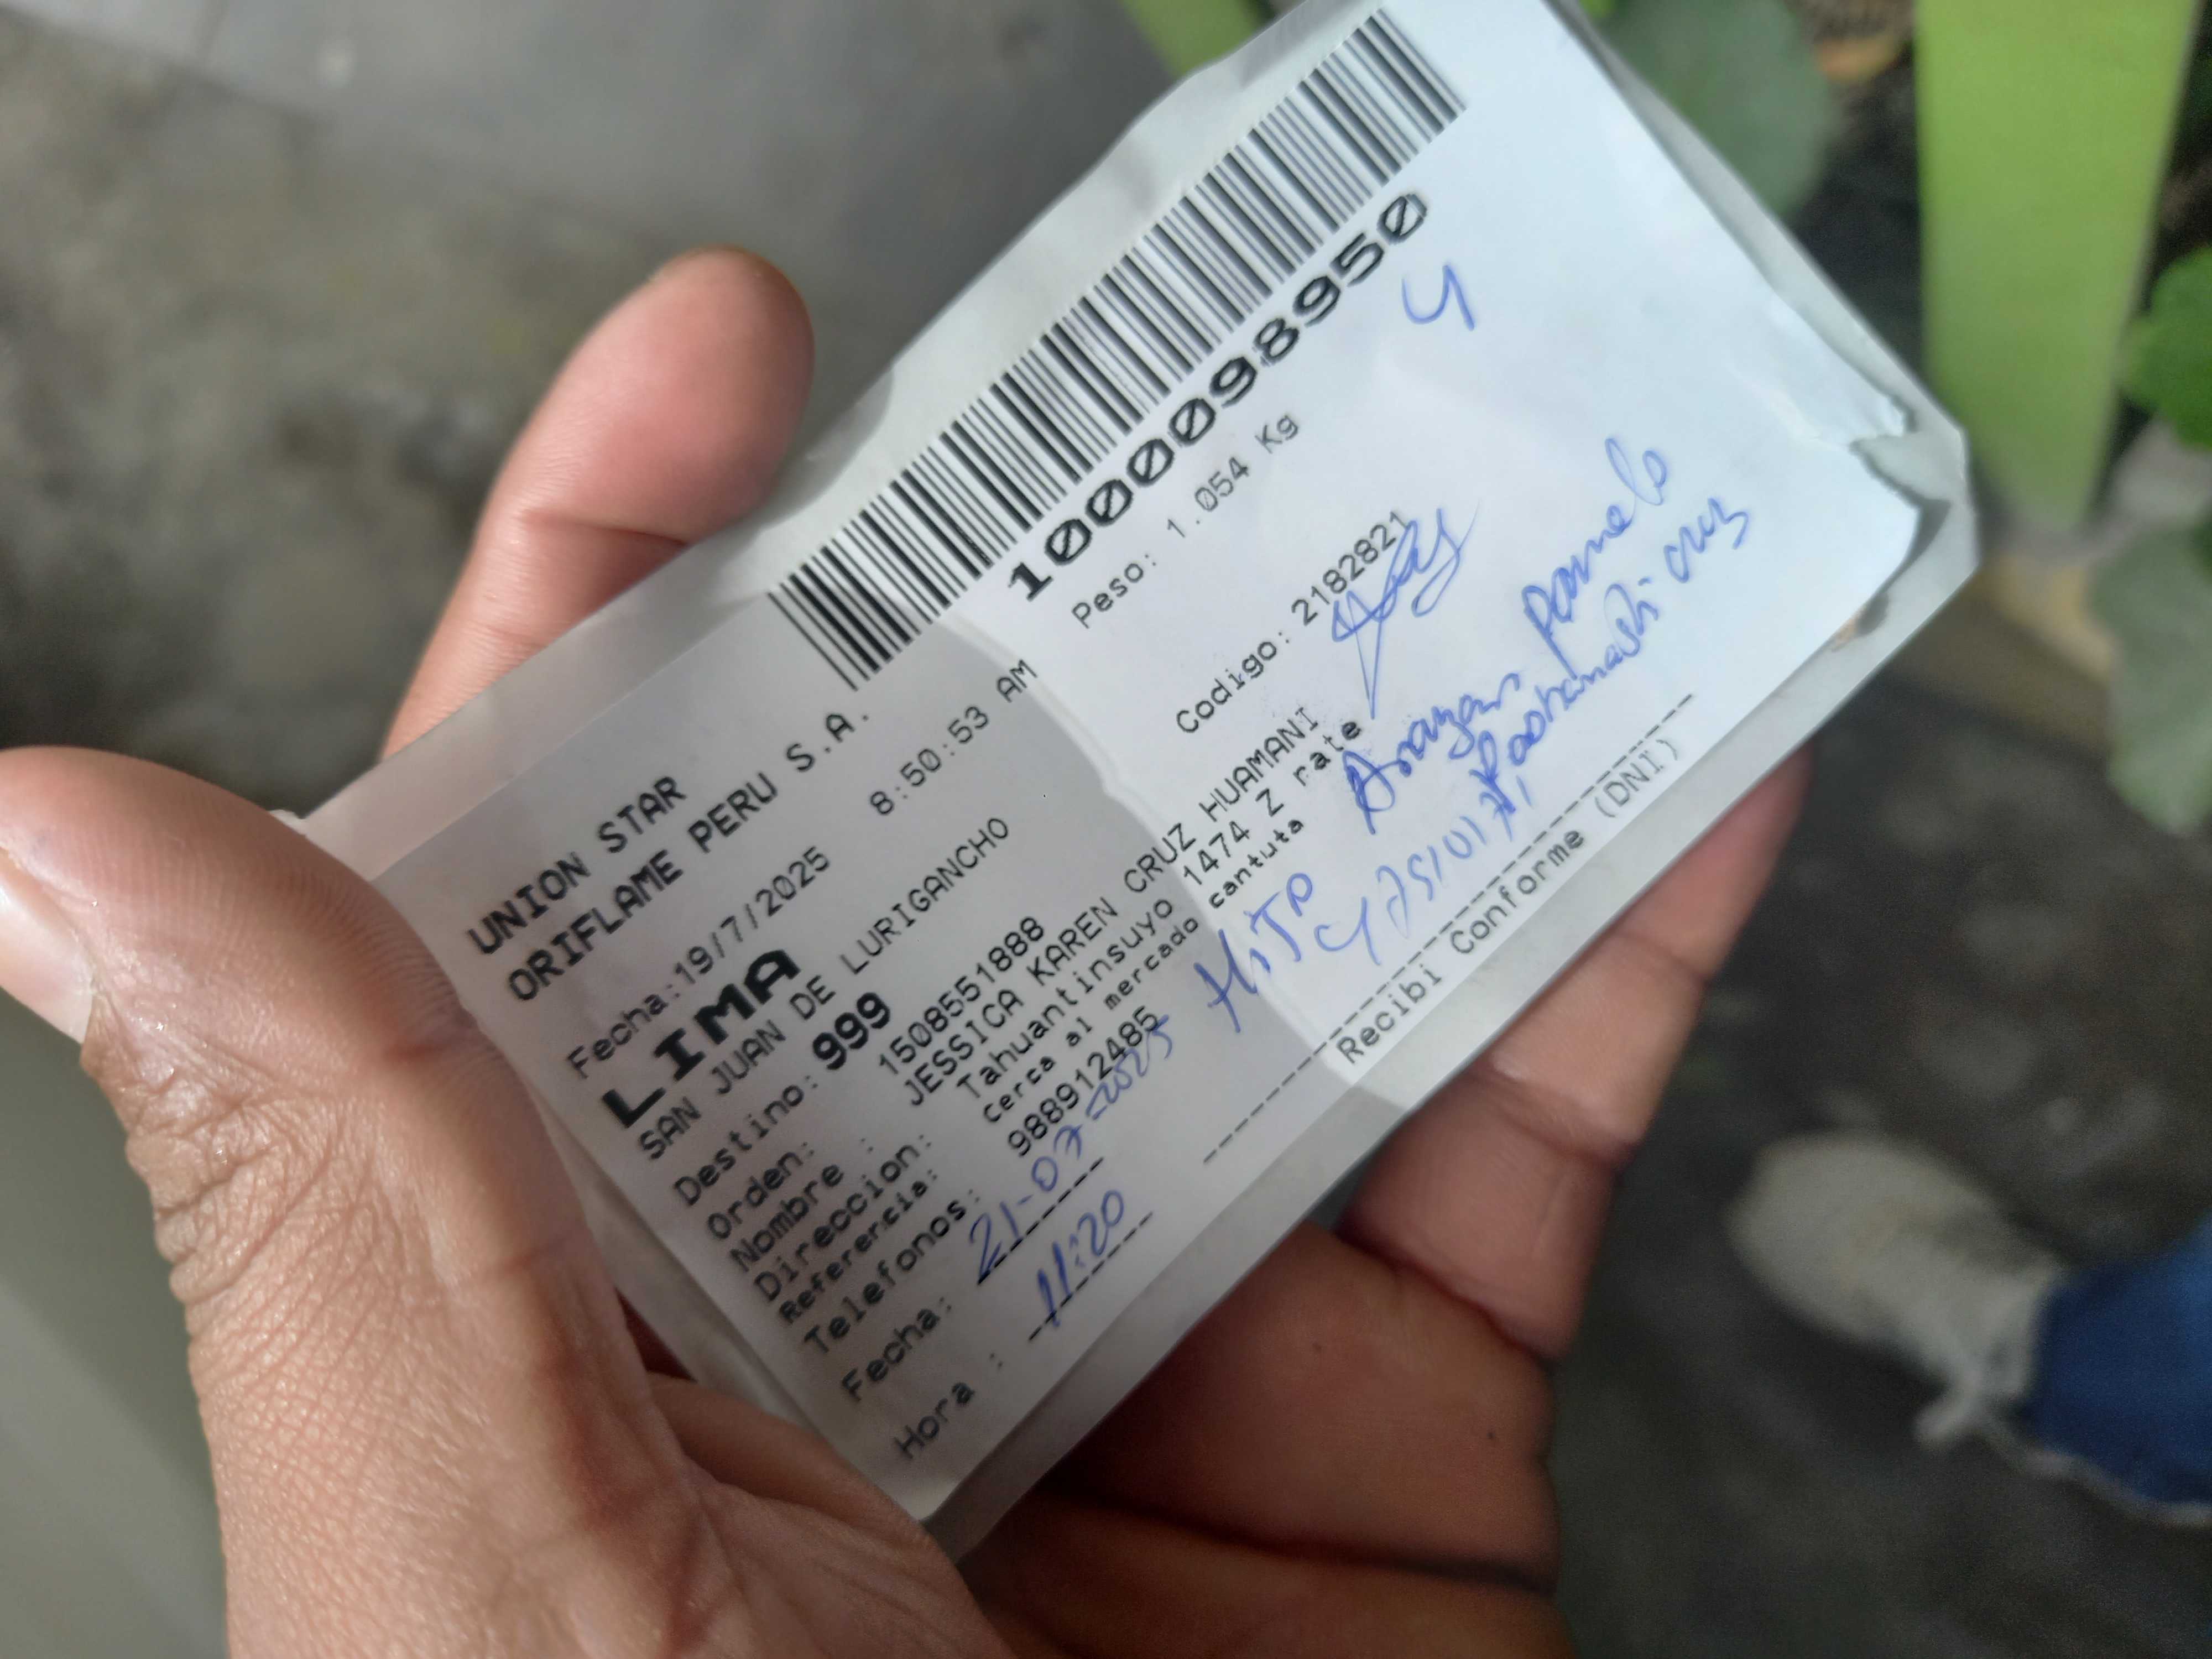 1000098950
4
UNION STAR
ORIFLAME PERU S.A.
Peso: 1.054 Kg
Fecha:19/7/2025 8:50:53 AM
LIMA
SAN JUAN DE LURIGANCHO
Destino: 999 Codigo: 2182821
Orden: 1508551888
Nombre : JESSICA KAREN CRUZ HUAMANI
Direccion: Tahuantinsuyo 1474 Z rate
Referencia: Cerca al mercado cantuta
Telefonos: 988912485
Fecha: 21-07-2025
Hora : 11:20
cruz
Recibi Conforme (DNI)